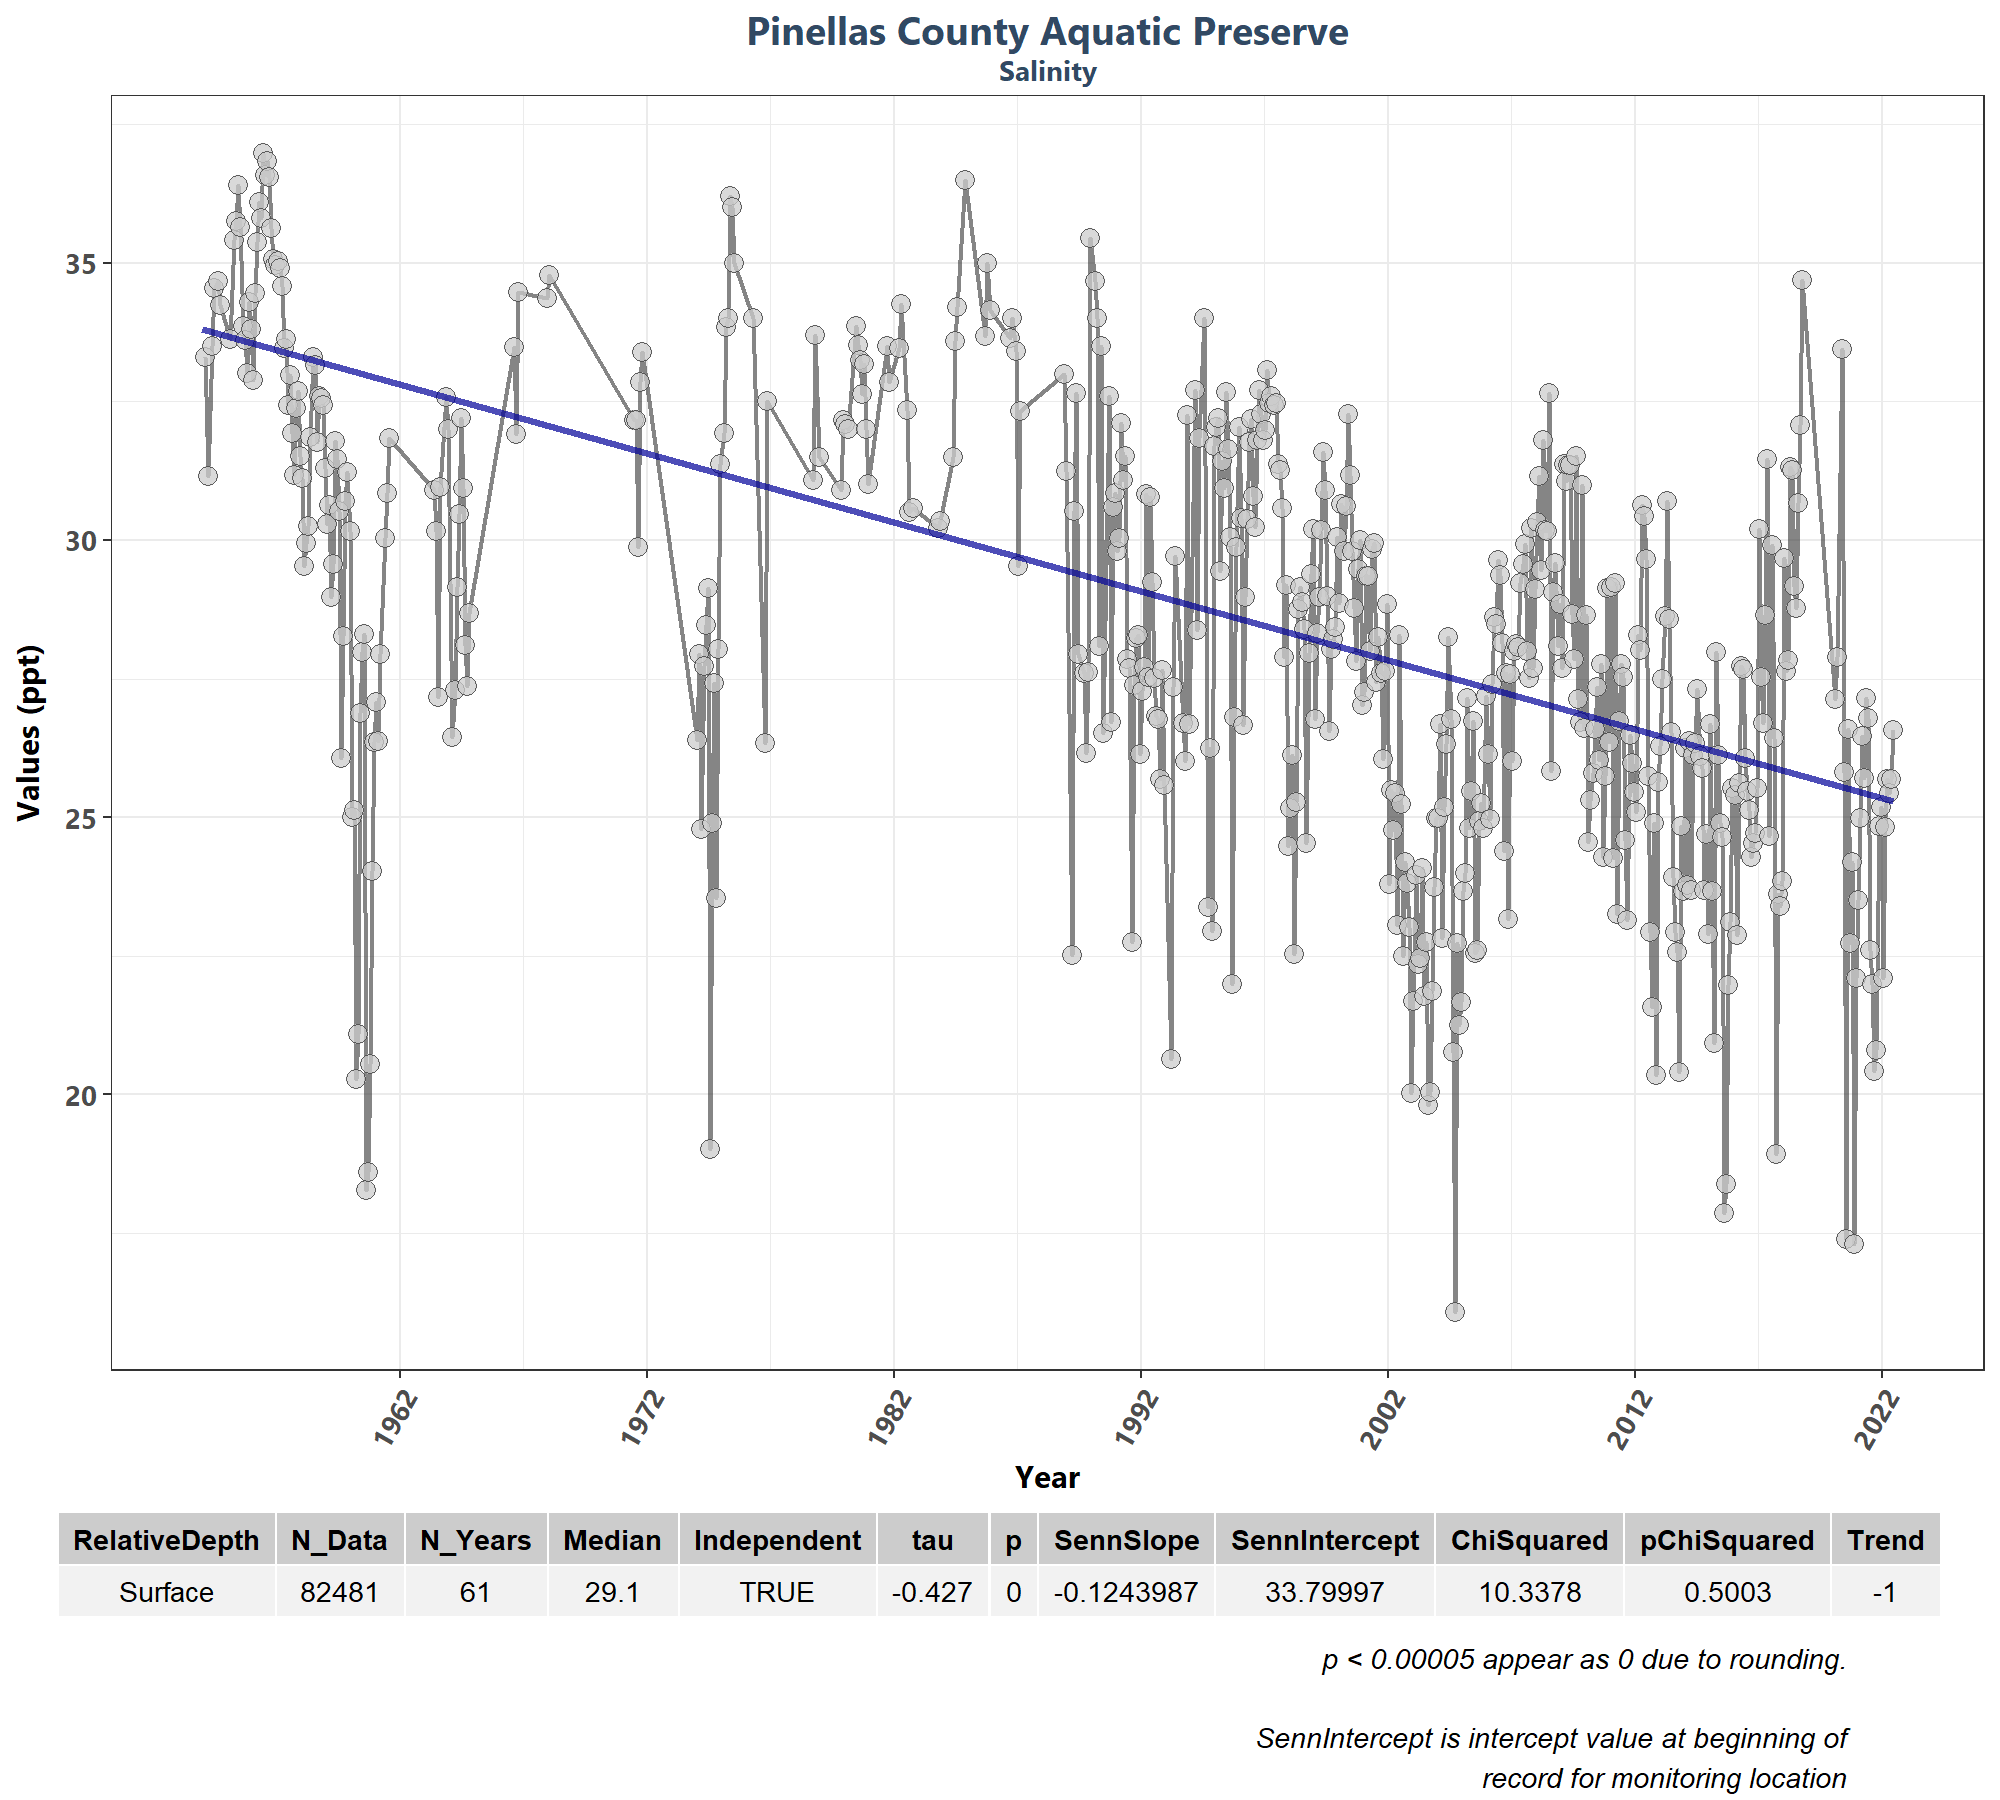 Pinellas County Aquatic Preserve
Salinity
Values (ppt)
35
30
25
20
1962 1972 1982 1992 2002 2012 2022
Year
RelativeDepth N_Data N_Years Median Independent tau p SennSlope SennIntercept ChiSquared pChiSquared Trend
Surface 82481 61 29.1 TRUE -0.427 0 -0.1243987 33.79997 10.3378 0.5003 -1
p < 0.00005 appear as 0 due to rounding.
SennIntercept is intercept value at beginning of
record for monitoring location